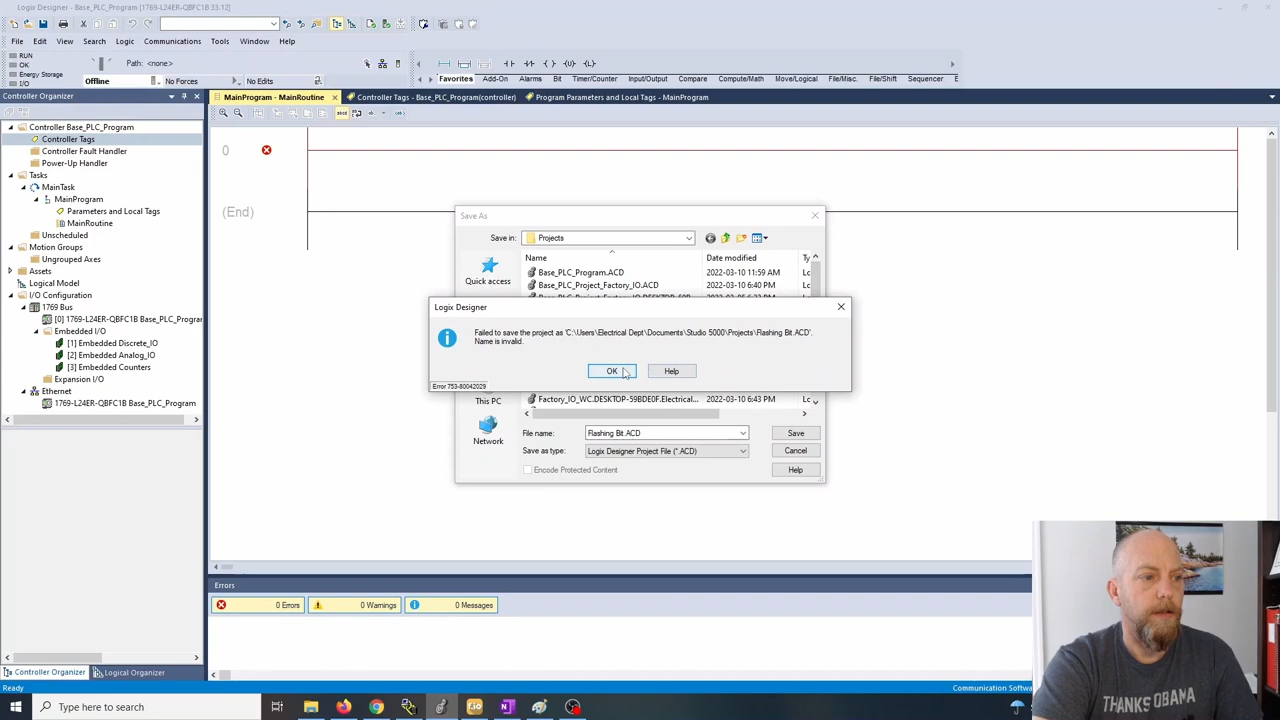 Logix Designer - Base_PLC_Program [1769-L24ER-QBFC1B 33.12]
File Edit View Search Logic Communications Tools Window Help
RUN
OK
Energy Storage
I/O
Path: <none>
Offline
No Forces
No Edits
Favorites Add-On Alarms Bit Timer/Counter Input/Output Compare Compute/Math Move/Logical File/Misc. File/Shift Sequencer E
Controller Organizer
MainProgram - MainRoutine
Controller Tags - Base_PLC_Program(controller)
Program Parameters and Local Tags - MainProgram
Controller Base_PLC_Program
Controller Tags
Controller Fault Handler
Power-Up Handler
Tasks
MainTask
MainProgram
Parameters and Local Tags
MainRoutine
Unscheduled
Motion Groups
Ungrouped Axes
Assets
Logical Model
I/O Configuration
1769 Bus
[0] 1769-L24ER-QBFC1B Base_PLC_Program
Embedded I/O
[1] Embedded Discrete_IO
[2] Embedded Analog_IO
[3] Embedded Counters
Expansion I/O
Ethernet
1769-L24ER-QBFC1B Base_PLC_Program
Controller Organizer
Logical Organizer
0
(End)
Save As
Save in: Projects
Quick access
Name Date modified Ty
Base_PLC_Program.ACD 2022-03-10 11:59 AM Lc
Base_PLC_Project_Factory_IO.ACD 2022-03-10 6:40 PM Lc
Logix Designer
Failed to save the project as 'C:\Users\Electrical Dept\Documents\Studio 5000\Projects\Flashing Bit.ACD'.
Name is invalid.
OK
Help
Error 753-80042029
This PC
Factory_IO_WC.DESKTOP-59BDE0F.Electrical... 2022-03-10 6:43 PM Lc
Network
File name: Flashing Bit.ACD Save
Save as type: Logix Designer Project File (*.ACD) Cancel
Encode Protected Content Help
Errors
0 Errors
0 Warnings
0 Messages
Ready
Communication Softwa
Type here to search
THANKS OBAMA